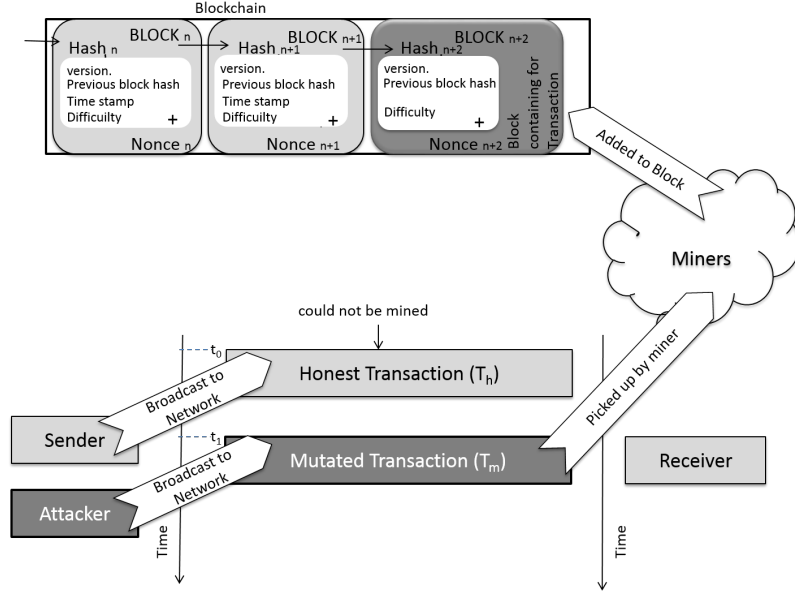 Blockchain
BLOCK n
Hash n
version.
Previous block hash
Time stamp
Difficuilty
+
Nonce n
BLOCK n+1
Hash n+1
version.
Previous block hash
Time stamp
Difficuilty
. +
Nonce n+1
BLOCK n+2
Hash n+2
version.
Previous block hash
Difficulty
+
Nonce n+2
Block
containing for
Transaction
Added to Block
Miners
could not be mined
t0
Honest Transaction (Th)
Broadcast to
Network
Picked up by miner
Sender
t1
Mutated Transaction (Tm)
Receiver
Broadcast to
Network
Attacker
Time
Time